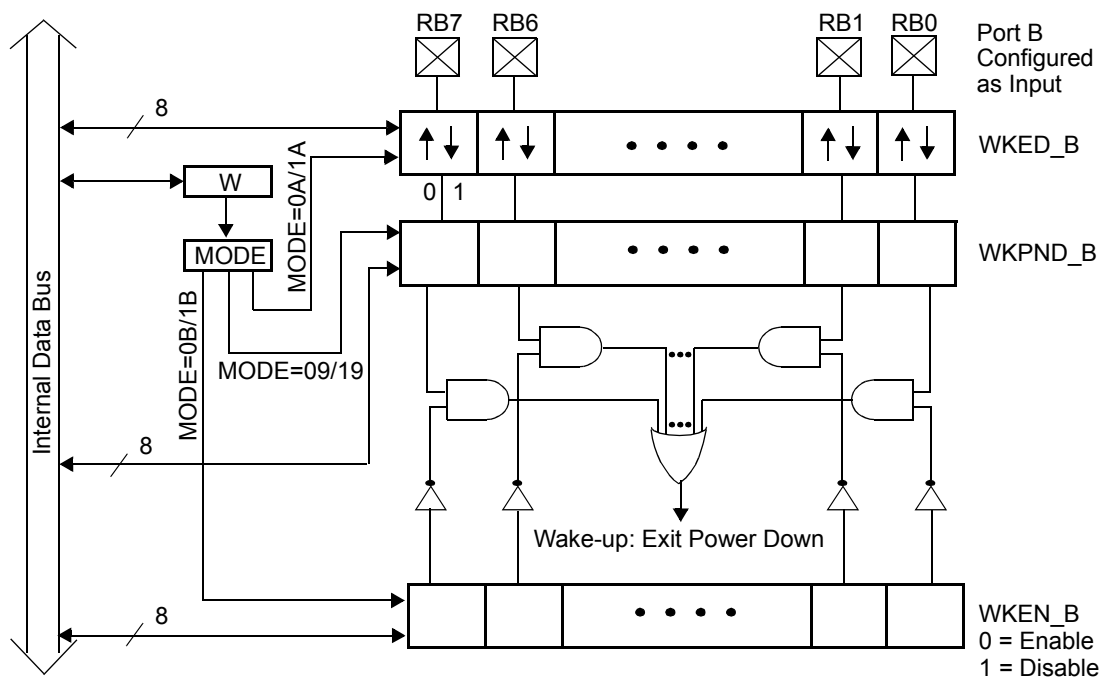 RB7 RB6 RB1 RB0
Port B
Configured
as Input
8
WKED_B
W
0 1
MODE=0A/1A
MODE
WKPND_B
MODE=0B/1B
MODE=09/19
Internal Data Bus
8
Wake-up: Exit Power Down
8
WKEN_B
0 = Enable
1 = Disable